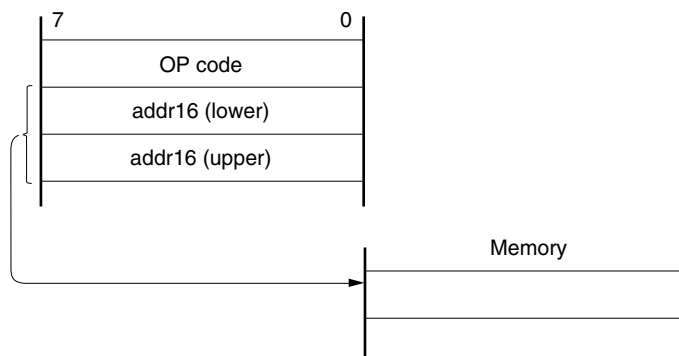 7 0
OP code
addr16 (lower)
addr16 (upper)
Memory